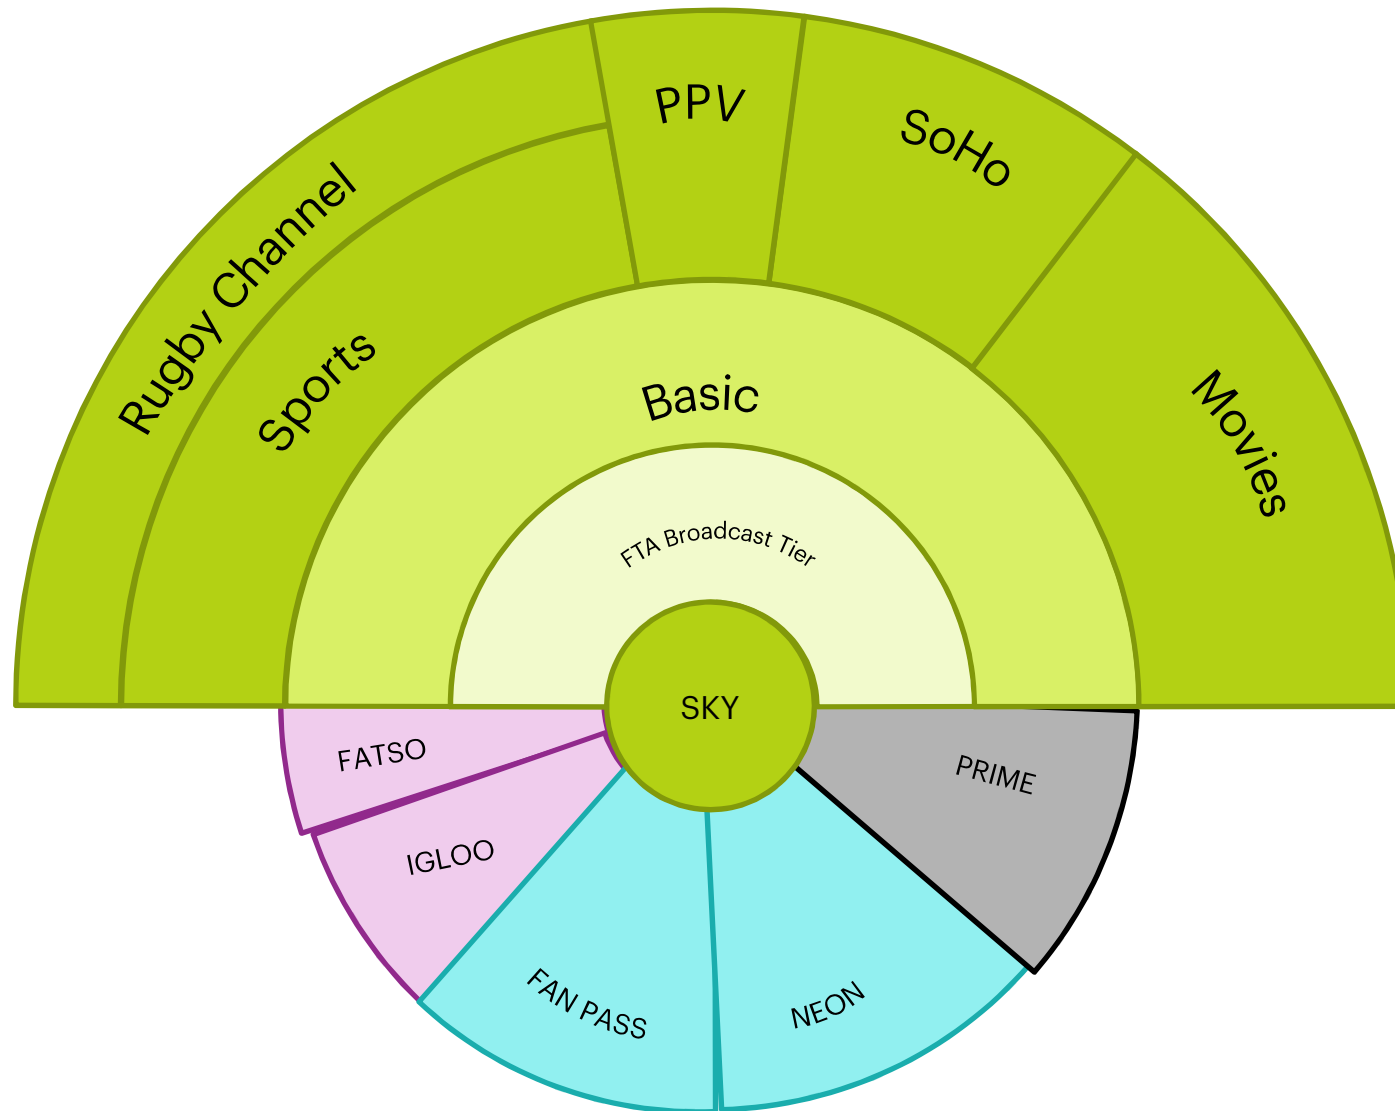 PPV
SoHo
Rugby Channel
Sports
Movies
Basic
FTA Broadcast Tier
SKY
FATSO
PRIME
IGLOO
FAN PASS
NEON